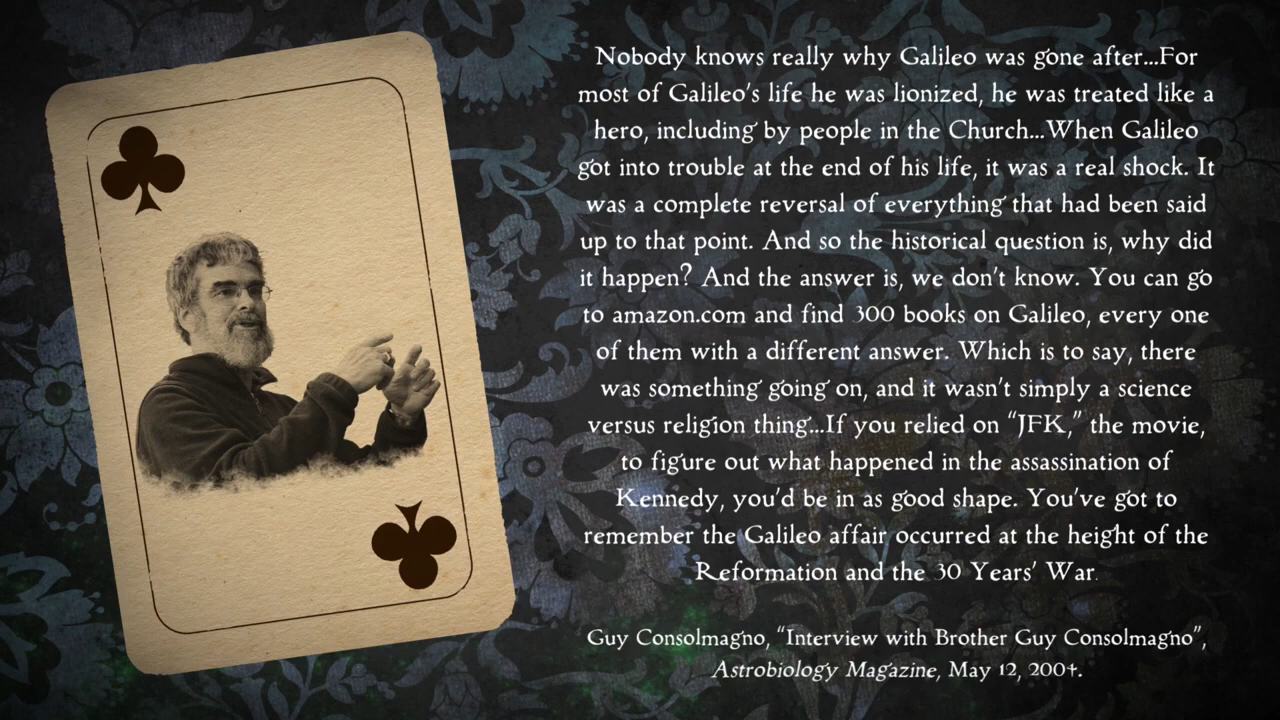 Nobody knows really why Galileo was gone after...For
most of Galileo's life he was lionized, he was treated like a
hero, including by people in the Church...When Galileo
got into trouble at the end of his life, it was a real shock. It
was a complete reversal of everything that had been said
up to that point. And so the historical question is, why did
it happen? And the answer is, we don't know. You can go
to amazon.com and find 300 books on Galileo, every one
of them with a different answer. Which is to say, there
was something going on, and it wasn't simply a science
versus religion thing...If you relied on "JFK," the movie,
to figure out what happened in the assassination of
Kennedy, you'd be in as good shape. You've got to
remember the Galileo affair occurred at the height of the
Reformation and the 30 Years' War.
Guy Consolmagno, "Interview with Brother Guy Consolmagno",
Astrobiology Magazine, May 12, 2004.